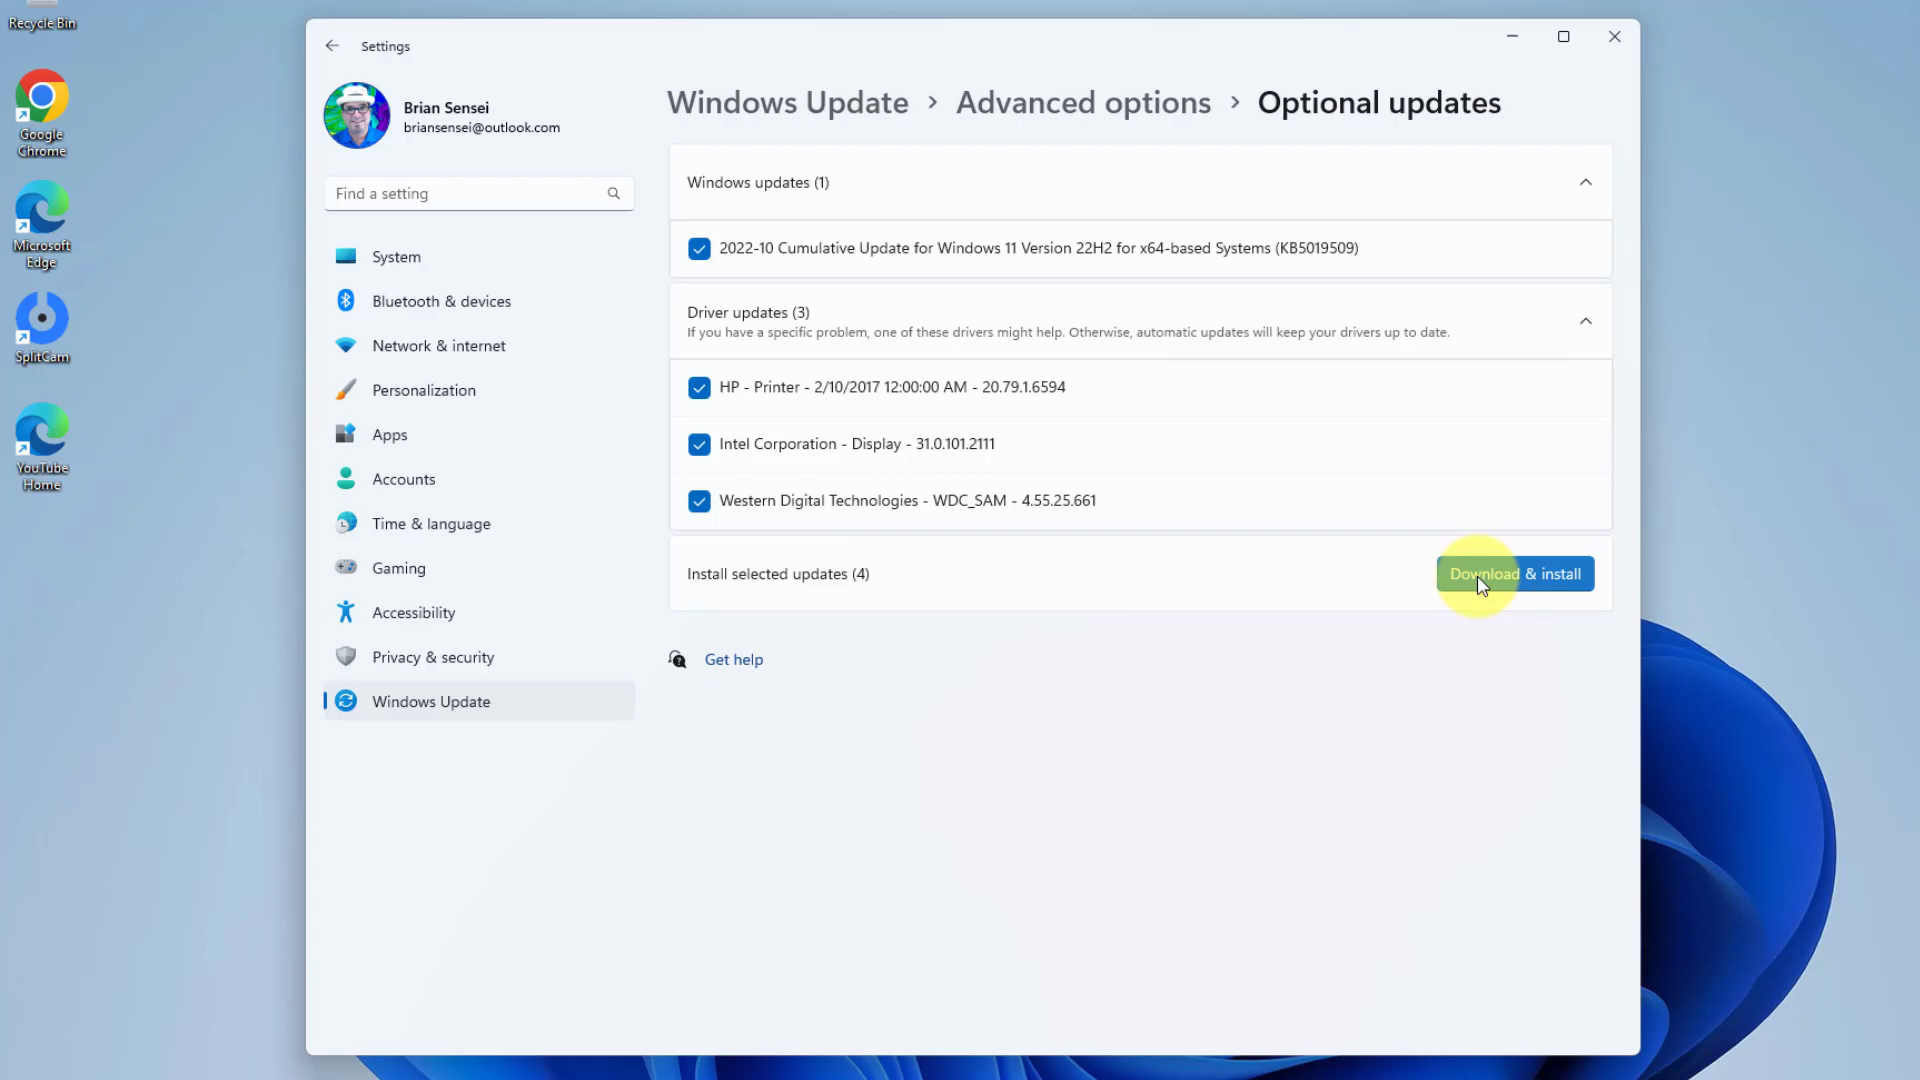 Recycle Bin
Google
Chrome
Microsoft
Edge
SplitCam
YouTube
Home
Settings
Brian Sensei
briansensei@outlook.com
Find a setting
System
Bluetooth & devices
Network & internet
Personalization
Apps
Accounts
Time & language
Gaming
Accessibility
Privacy & security
Windows Update
Windows Update > Advanced options > Optional updates
Windows updates (1)
2022-10 Cumulative Update for Windows 11 Version 22H2 for x64-based Systems (KB5019509)
Driver updates (3)
If you have a specific problem, one of these drivers might help. Otherwise, automatic updates will keep your drivers up to date.
HP - Printer - 2/10/2017 12:00:00 AM - 20.79.1.6594
Intel Corporation - Display - 31.0.101.2111
Western Digital Technologies - WDC_SAM - 4.55.25.661
Install selected updates (4)
Download & install
Get help